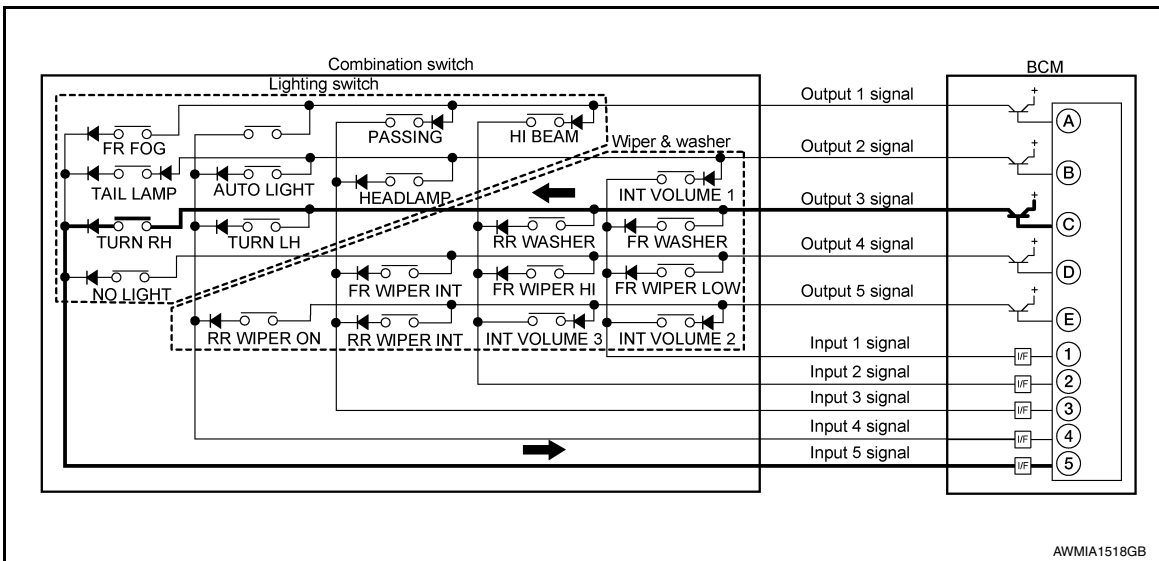 Combination switch
BCM
Lighting switch
Output 1 signal
+
A
FR FOG
PASSING
HI BEAM
Wiper & washer
Output 2 signal
+
B
TAIL LAMP
AUTO LIGHT
HEADLAMP
INT VOLUME 1
Output 3 signal
+
C
TURN RH
TURN LH
RR WASHER
FR WASHER
Output 4 signal
+
D
NO LIGHT
FR WIPER INT
FR WIPER HI
FR WIPER LOW
Output 5 signal
+
E
RR WIPER ON
RR WIPER INT
INT VOLUME 3
INT VOLUME 2
Input 1 signal
I/F
1
Input 2 signal
I/F
2
Input 3 signal
I/F
3
Input 4 signal
I/F
4
Input 5 signal
I/F
5
AWMIA1518GB